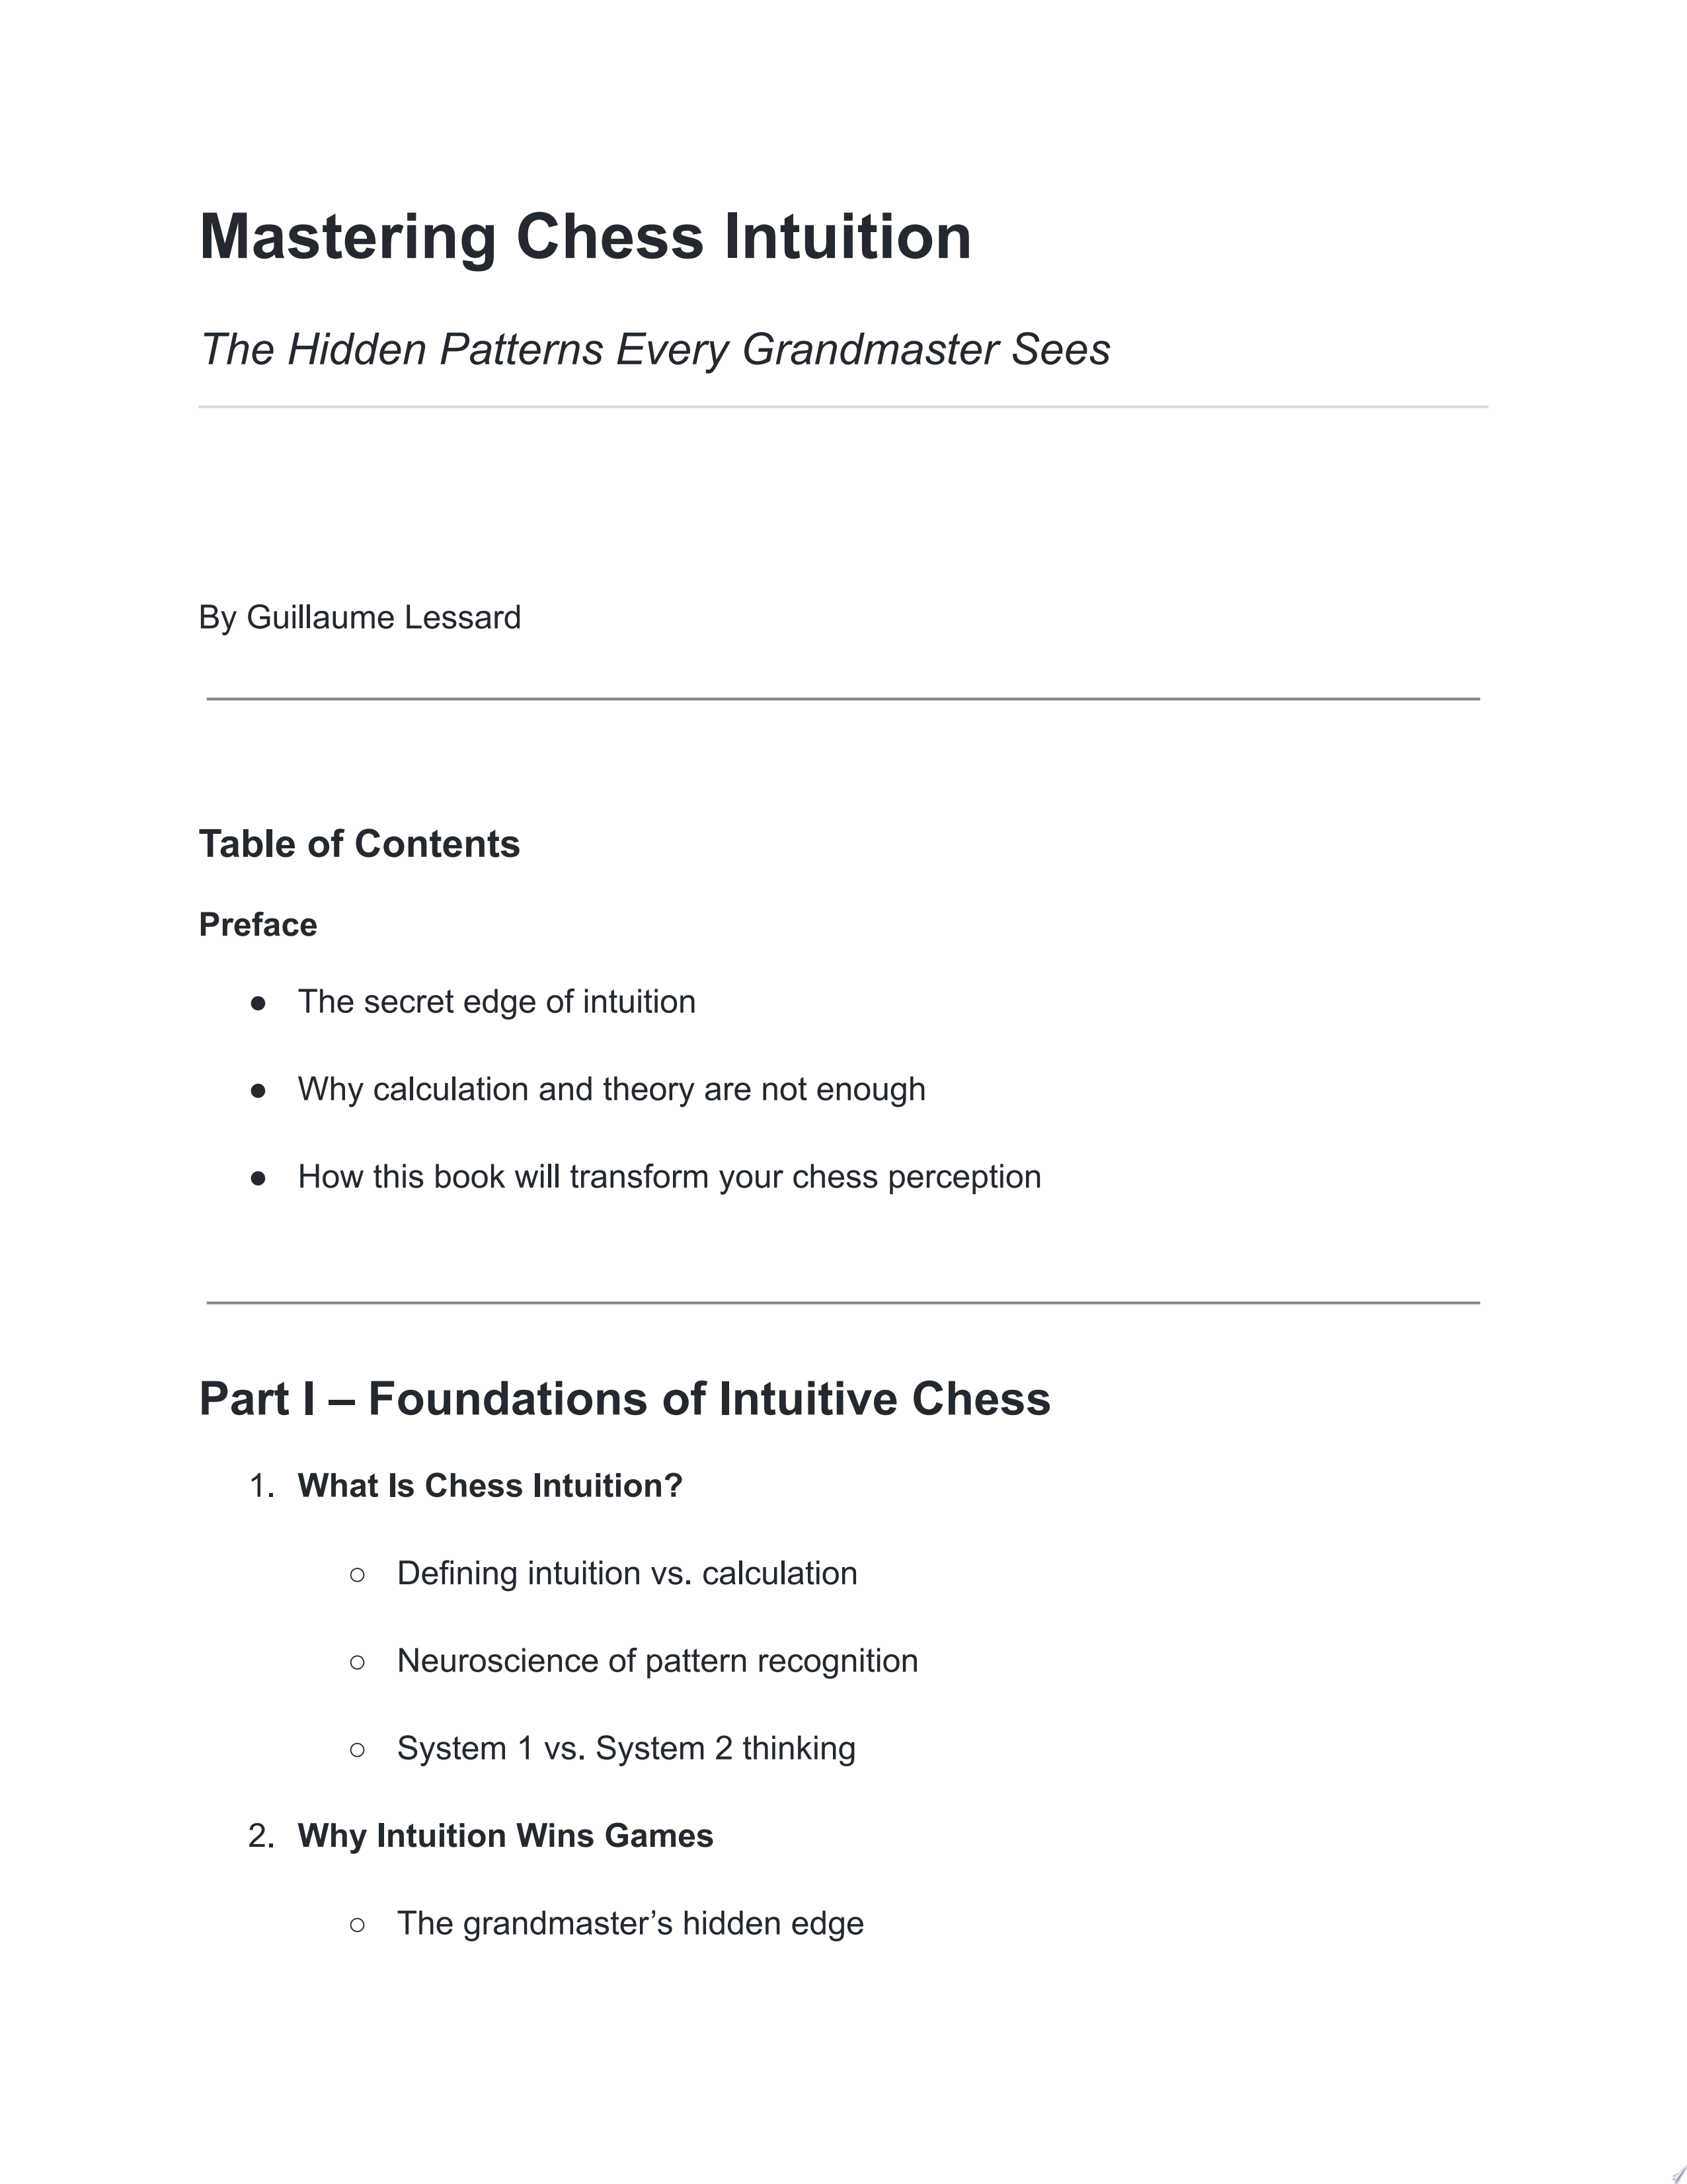 Mastering Chess Intuition
The Hidden Patterns Every Grandmaster Sees
By Guillaume Lessard
Table of Contents
Preface
● The secret edge of intuition
● Why calculation and theory are not enough
● How this book will transform your chess perception
Part I – Foundations of Intuitive Chess
1. What Is Chess Intuition?
○ Defining intuition vs. calculation
○ Neuroscience of pattern recognition
○ System 1 vs. System 2 thinking
2. Why Intuition Wins Games
○ The grandmaster’s hidden edge